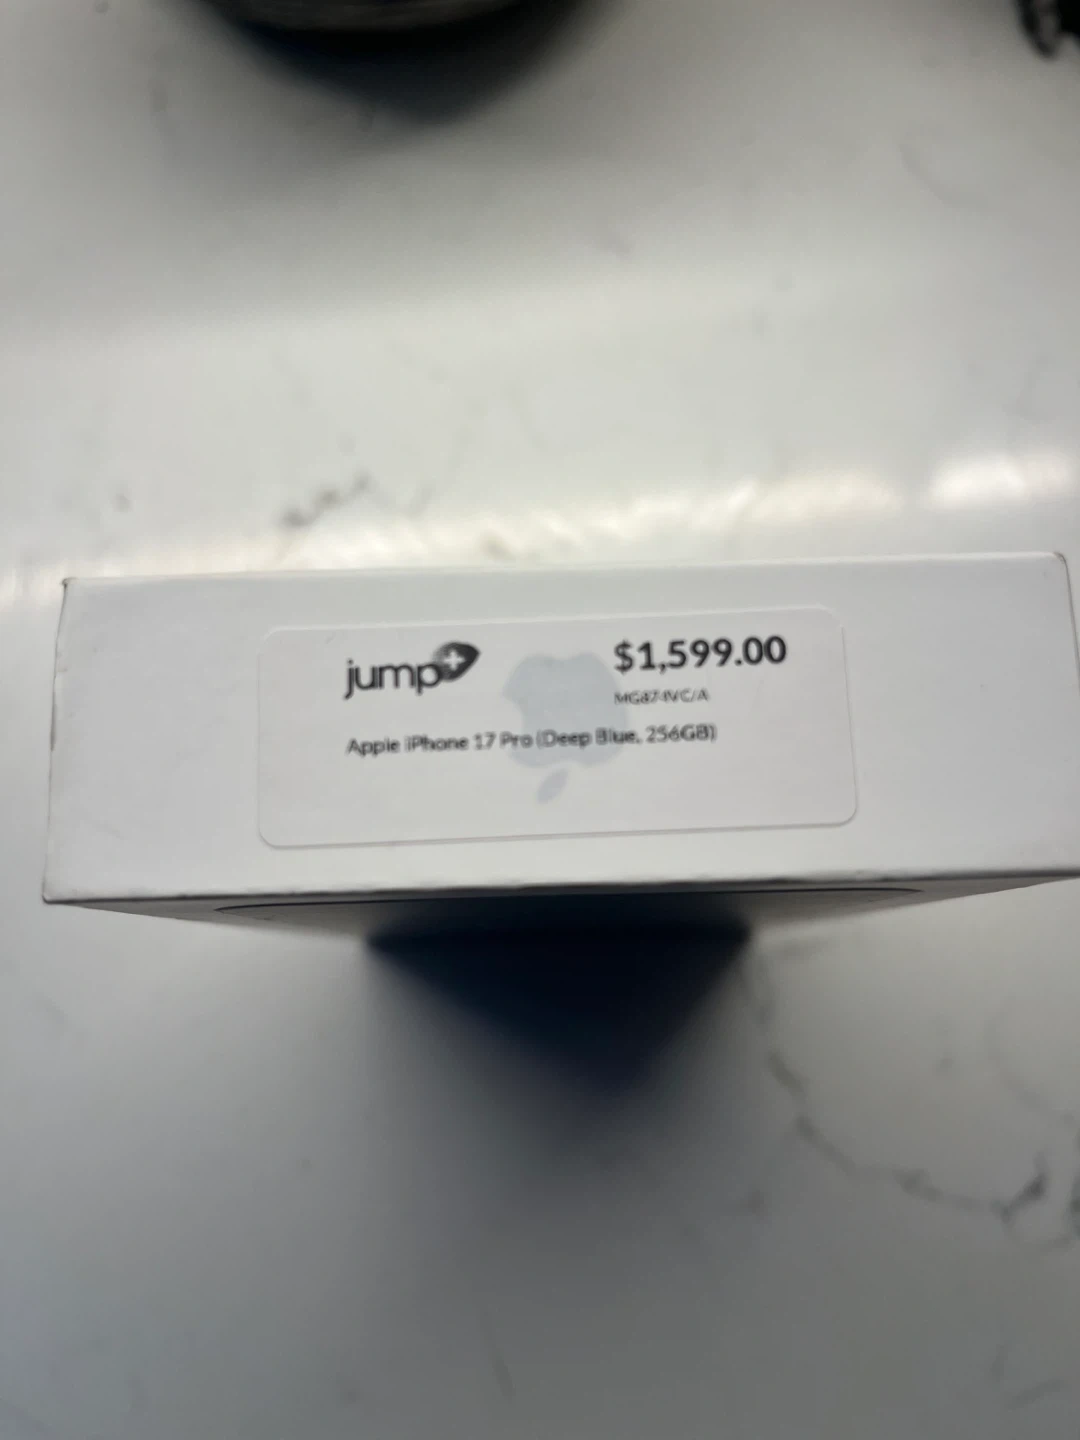 jump+
$1,599.00
MG874VC/A
Apple iPhone 17 Pro (Deep Blue, 256GB)